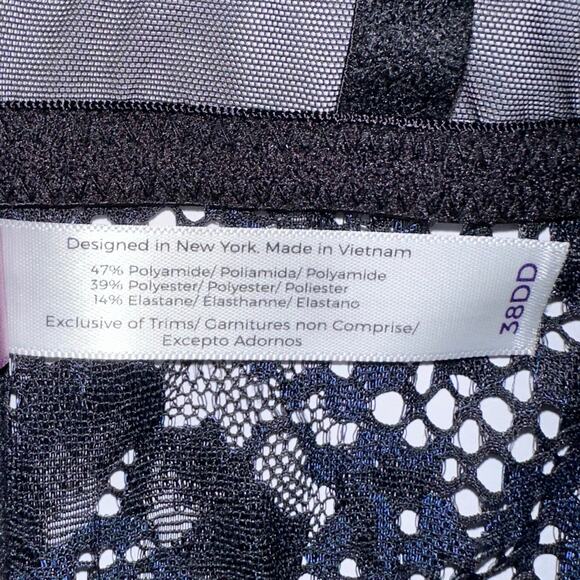 Designed in New York. Made in Vietnam
47% Polyamide/ Poliamida/ Polyamide
39% Polyester/ Polyester/ Poliester
14% Elastane/ Élasthanne/ Elastano
Exclusive of Trims/ Garnitures non Comprise/
Excepto Adornos
38DD